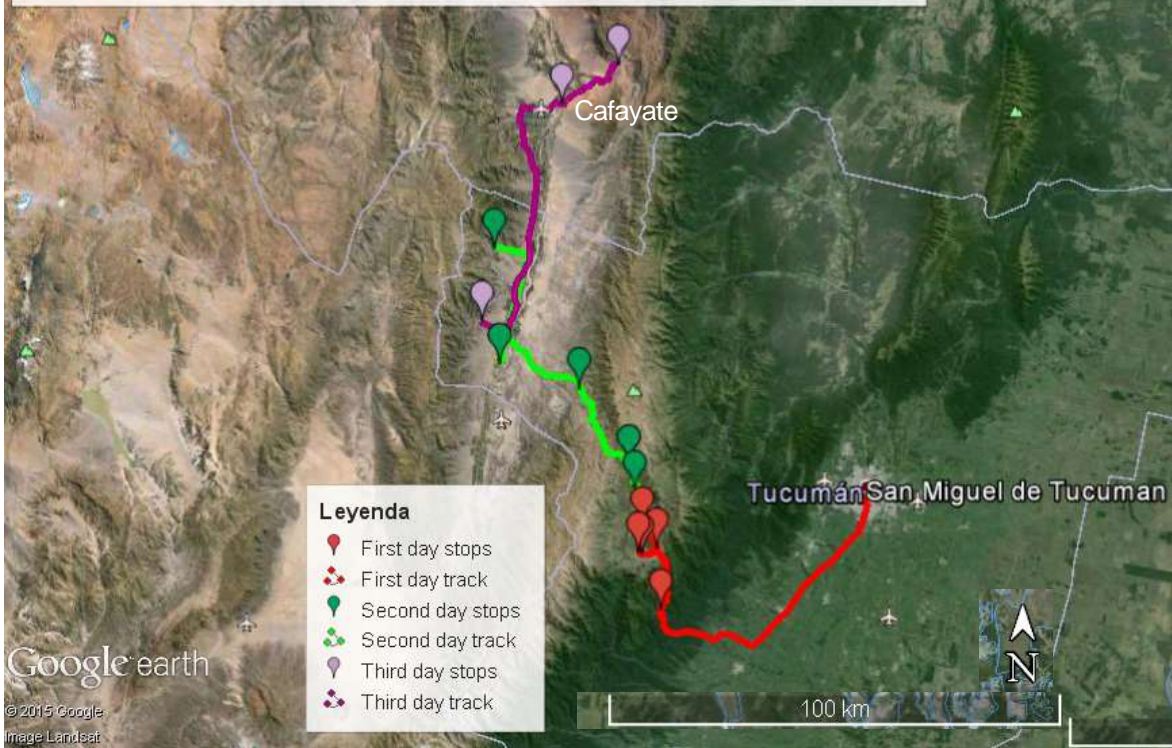 Cafayate
Tucumán San Miguel de Tucuman
Leyenda
First day stops
First day track
Second day stops
Second day track
Third day stops
Third day track
Google earth
© 2015 Google
Image Landsat
N
100 km